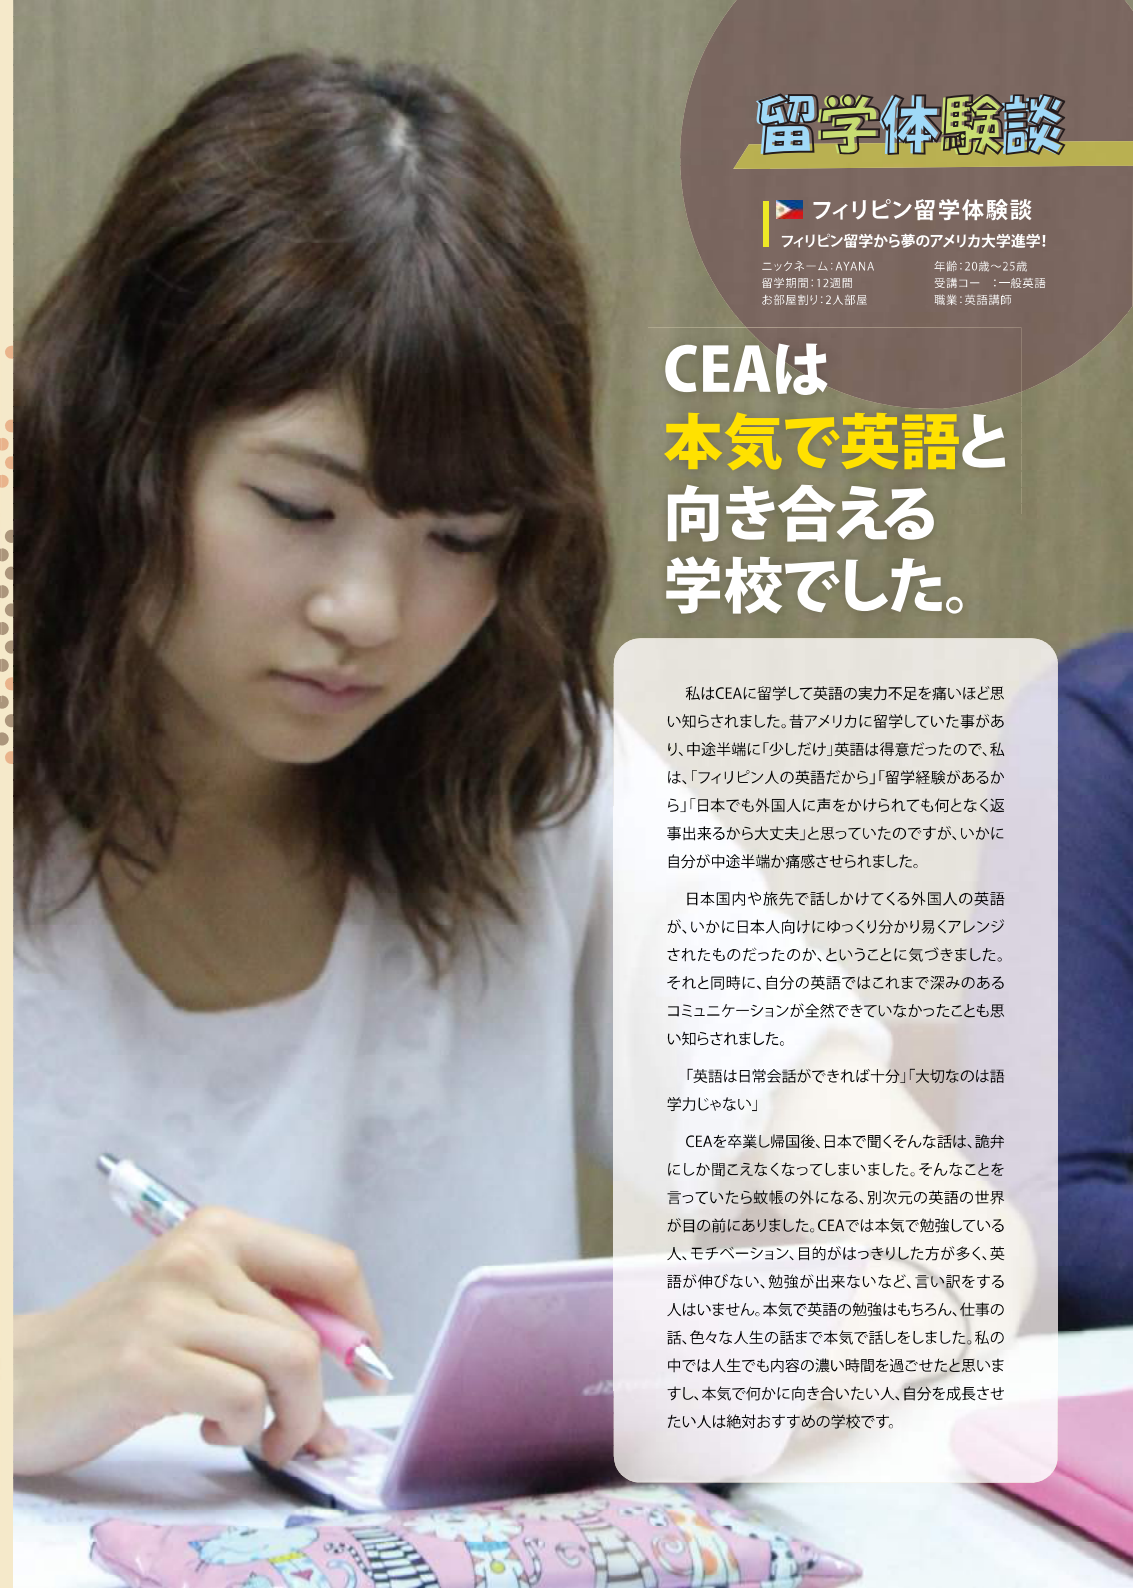 留学体験談
フィリピン留学体験談
フィリピン留学から夢のアメリカ大学進学!
ニックネーム：AYANA
留学期間：12週間
お部屋割り：2人部屋
年齢：20歳～25歳
受講コー　：一般英語
職業：英語講師
CEAは
本気で英語と
向き合える
学校でした。
私はCEAに留学して英語の実力不足を痛いほど思
い知らされました。昔アメリカに留学していた事があ
り、中途半端に「少しだけ」英語は得意だったので、私
は、「フィリピン人の英語だから」「留学経験があるか
ら」「日本でも外国人に声をかけられても何となく返
事出来るから大丈夫」と思っていたのですが、いかに
自分が中途半端か痛感させられました。
日本国内や旅先で話しかけてくる外国人の英語
が、いかに日本人向けにゆっくり分かり易くアレンジ
されたものだったのか、ということに気づきました。
それと同時に、自分の英語ではこれまで深みのある
コミュニケーションが全然できていなかったことも思
い知らされました。
「英語は日常会話ができれば十分」「大切なのは語
学力じゃない」
CEAを卒業し帰国後、日本で聞くそんな話は、詭弁
にしか聞こえなくなってしまいました。そんなことを
言っていたら蚊帳の外になる、別次元の英語の世界
が目の前にありました。CEAでは本気で勉強している
人、モチベーション、目的がはっきりした方が多く、英
語が伸びない、勉強が出来ないなど、言い訳をする
人はいません。本気で英語の勉強はもちろん、仕事の
話、色々な人生の話まで本気で話しをしました。私の
中では人生でも内容の濃い時間を過ごせたと思いま
すし、本気で何かに向き合いたい人、自分を成長させ
たい人は絶対おすすめの学校です。